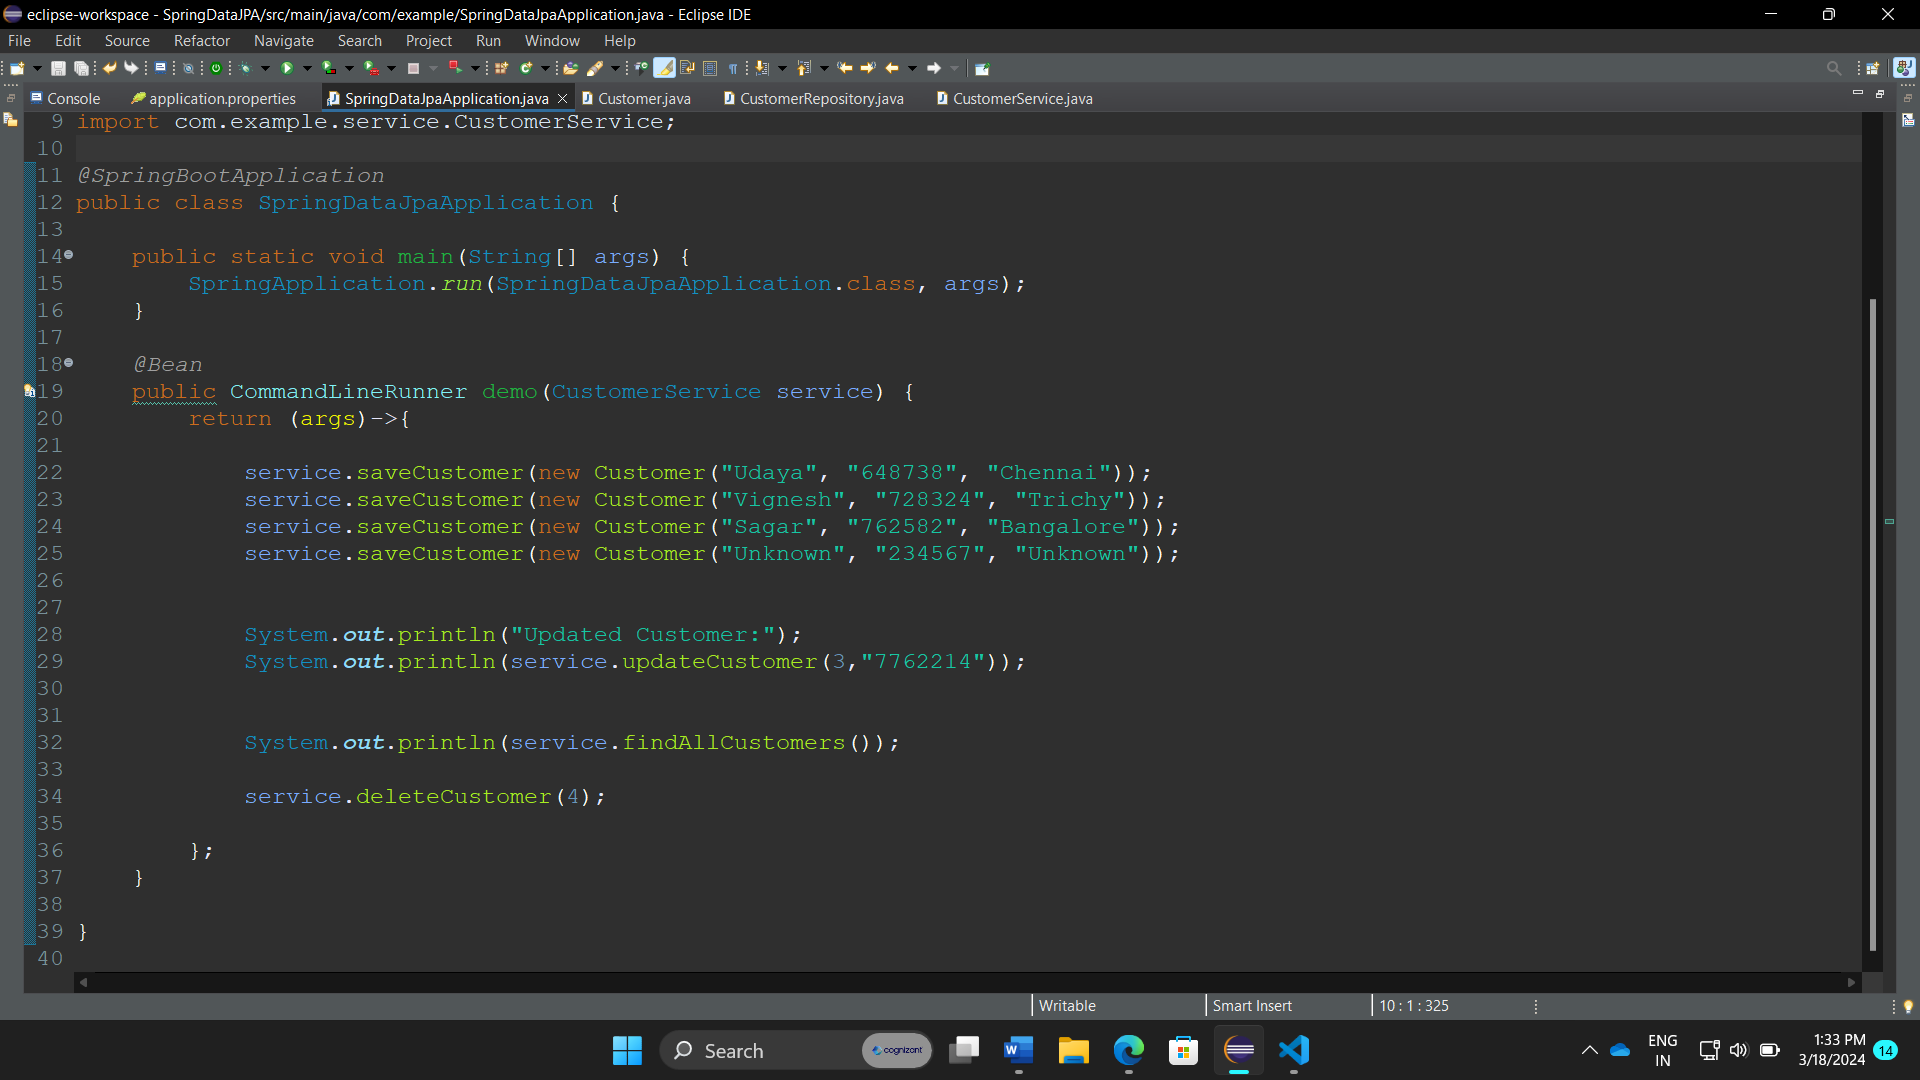 eclipse-workspace - SpringDataJPA/src/main/java/com/example/SpringDataJpaApplication.java - Eclipse IDE
File Edit Source Refactor Navigate Search Project Run Window Help
Console application.properties SpringDataJpaApplication.java Customer.java CustomerRepository.java CustomerService.java
9 import com.example.service.CustomerService;
10
11 @SpringBootApplication
12 public class SpringDataJpaApplication {
13
14 public static void main(String[] args) {
15 SpringApplication.run(SpringDataJpaApplication.class, args);
16 }
17
18 @Bean
19 public CommandLineRunner demo(CustomerService service) {
20 return (args)->{
21
22 service.saveCustomer(new Customer("Udaya", "648738", "Chennai"));
23 service.saveCustomer(new Customer("Vignesh", "728324", "Trichy"));
24 service.saveCustomer(new Customer("Sagar", "762582", "Bangalore"));
25 service.saveCustomer(new Customer("Unknown", "234567", "Unknown"));
26
27
28 System.out.println("Updated Customer:");
29 System.out.println(service.updateCustomer(3,"7762214"));
30
31
32 System.out.println(service.findAllCustomers());
33
34 service.deleteCustomer(4);
35
36 };
37 }
38
39 }
40
Writable Smart Insert 10 : 1 : 325
Search cognizant
ENG
IN
1:33 PM
3/18/2024
14